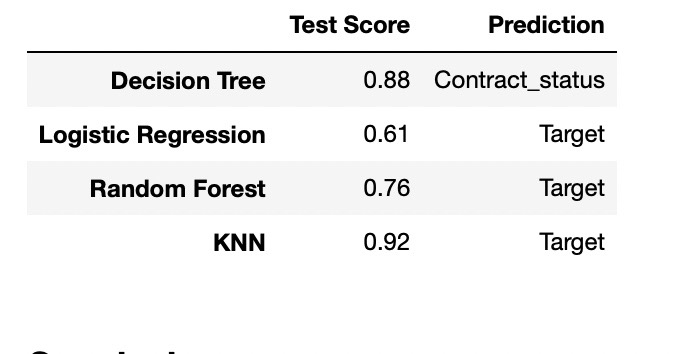 Test Score Prediction
Decision Tree 0.88 Contract_status
Logistic Regression 0.61 Target
Random Forest 0.76 Target
KNN 0.92 Target